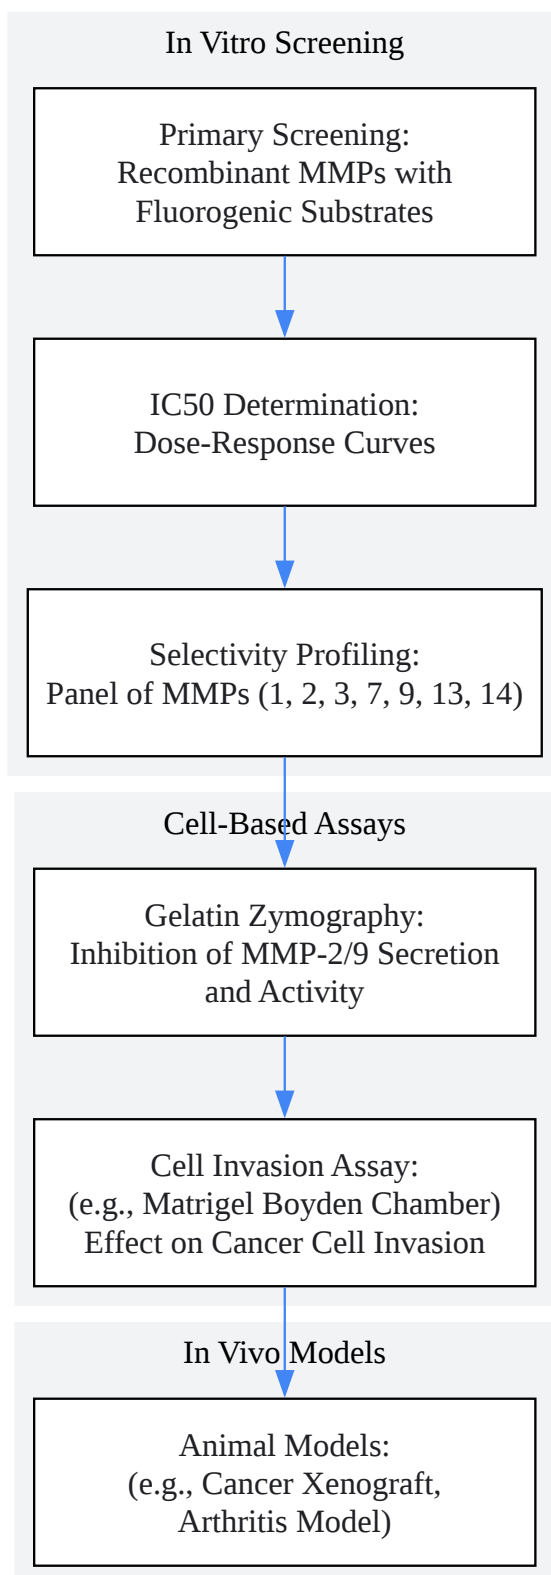 In Vitro Screening
Primary Screening:
Recombinant MMPs with
Fluorogenic Substrates
IC50 Determination:
Dose-Response Curves
Selectivity Profiling:
Panel of MMPs (1, 2, 3, 7, 9, 13, 14)
Cell-Based Assays
Gelatin Zymography:
Inhibition of MMP-2/9 Secretion
and Activity
Cell Invasion Assay:
(e.g., Matrigel Boyden Chamber)
Effect on Cancer Cell Invasion
In Vivo Models
Animal Models:
(e.g., Cancer Xenograft,
Arthritis Model)